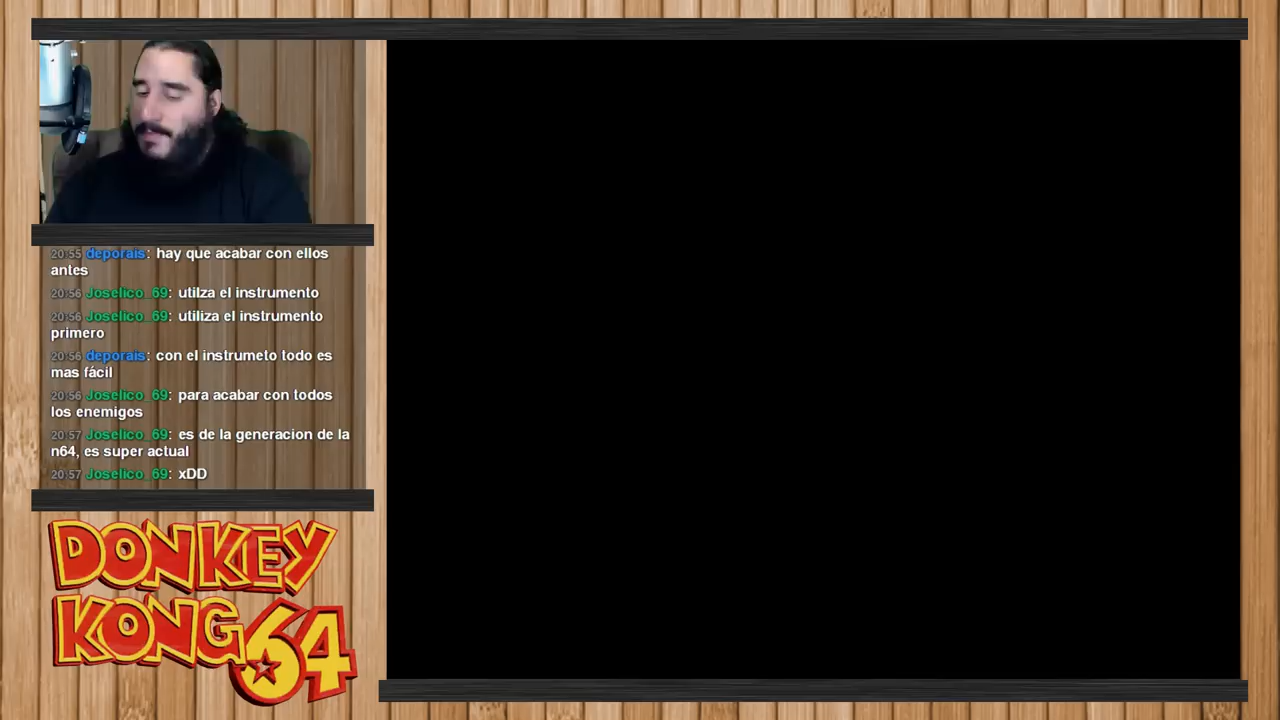 20:55 deporais: hay que acabar con ellos
antes
20:56 Joselico_69: utilza el instrumento
20:56 Joselico_69: utiliza el instrumento
primero
20:56 deporais: con el instrumeto todo es
mas fácil
20:56 Joselico_69: para acabar con todos
los enemigos
20:57 Joselico_69: es de la generacion de la
n64, es super actual
20:57 Joselico_69: xDD
DONKEY
KONG 64